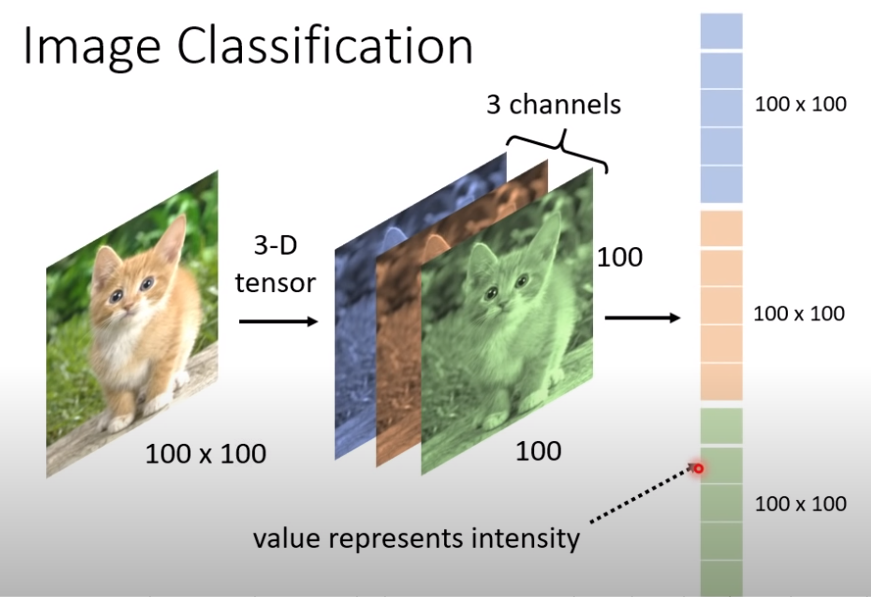 Image Classification
3 channels
100 x 100
3-D
tensor
100
100 x 100
100 x 100
100
100 x 100
value represents intensity